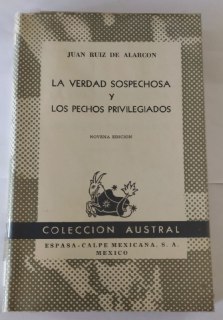 JUAN RUIZ DE ALARCON
LA VERDAD SOSPECHOSA
Y
LOS PECHOS PRIVILEGIADOS
NOVENA EDICION
COLECCION AUSTRAL
ESPASA-CALPE MEXICANA, S. A.
MEXICO